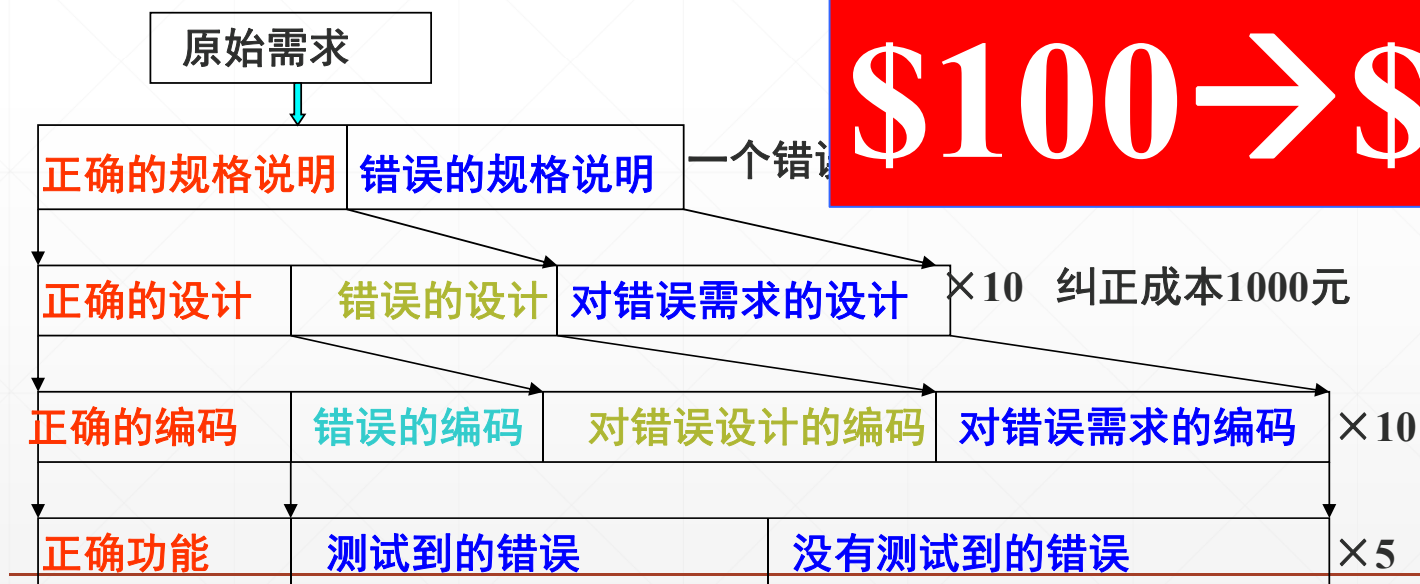 原始需求
$100→$
正确的规格说明 错误的规格说明 一个错误
正确的设计 错误的设计 对错误需求的设计 ×10 纠正成本1000元
正确的编码 错误的编码 对错误设计的编码 对错误需求的编码 ×10
正确功能 测试到的错误 没有测试到的错误 ×5